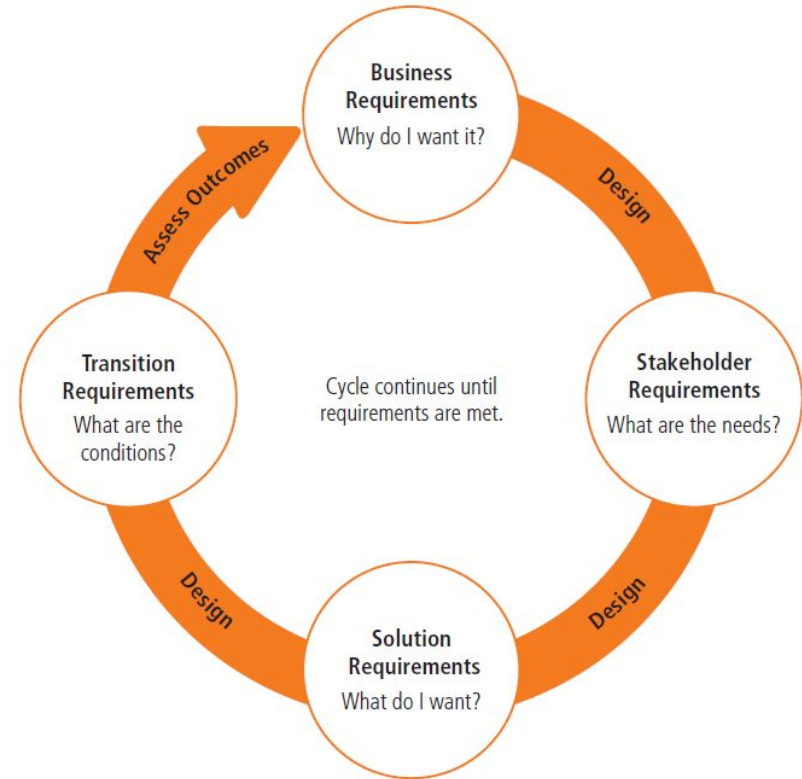 Business
Requirements
Why do I want it?
Design
Stakeholder
Requirements
What are the needs?
Design
Solution
Requirements
What do I want?
Design
Transition
Requirements
What are the
conditions?
Assess Outcomes
Cycle continues until
requirements are met.